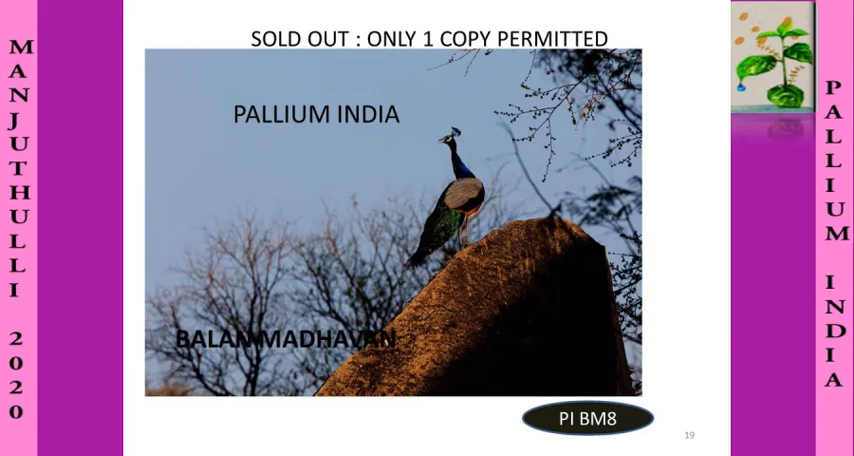 SOLD OUT : ONLY 1 COPY PERMITTED
PALLIUM INDIA
BALAN MADHAVAN
PI BM8
19
MANJUTHULLI 2020
PALLIUM INDIA